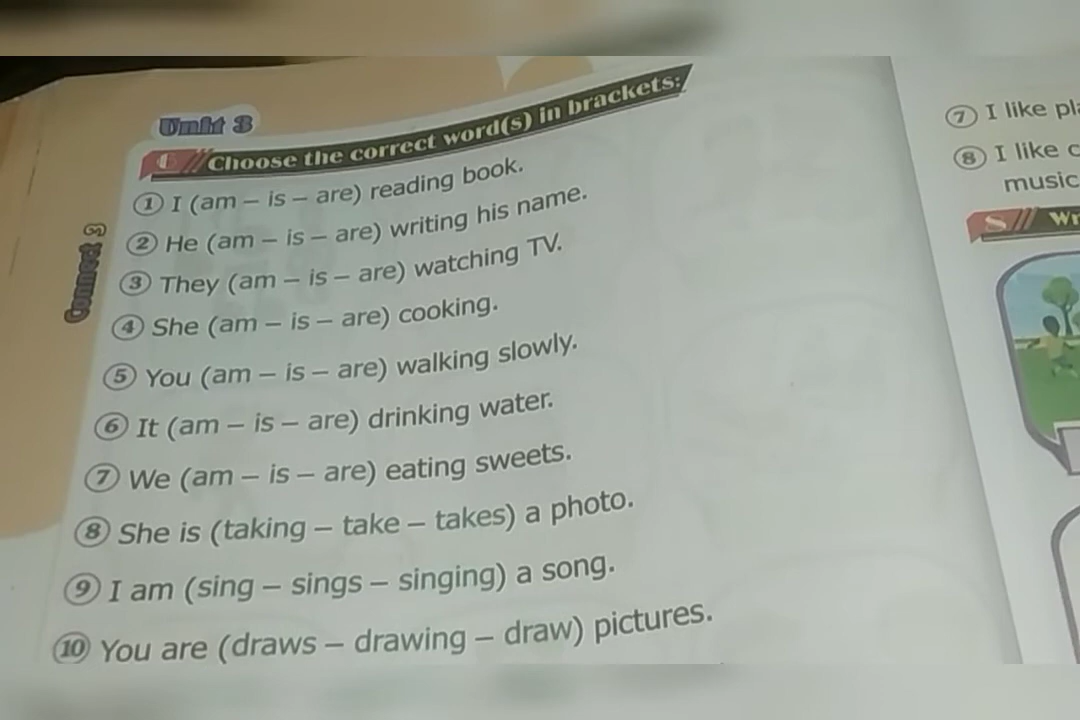 Unit 3
6 Choose the correct word(s) in brackets:
Connect 3
1 I (am – is – are) reading book.
2 He (am – is – are) writing his name.
3 They (am – is – are) watching TV.
4 She (am – is – are) cooking.
5 You (am – is – are) walking slowly.
6 It (am – is – are) drinking water.
7 We (am – is – are) eating sweets.
8 She is (taking – take – takes) a photo.
9 I am (sing – sings – singing) a song.
10 You are (draws – drawing – draw) pictures.
7 I like
8 I like
music